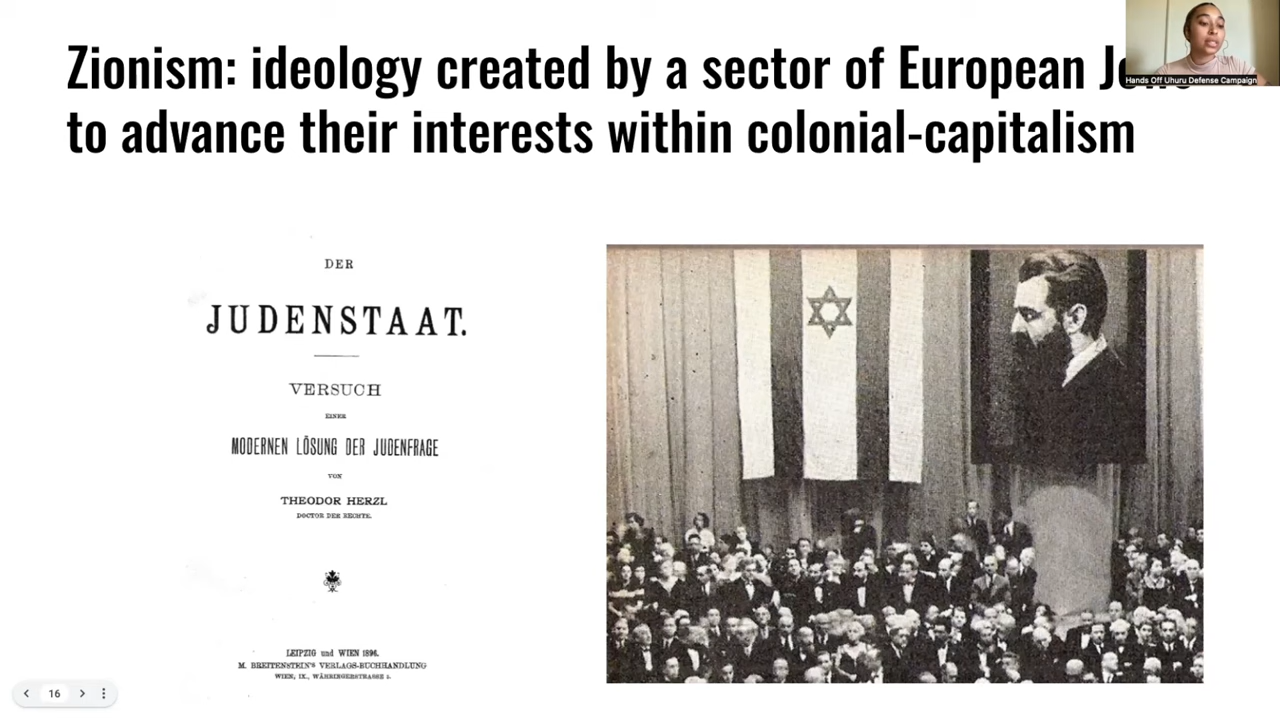 Zionism: ideology created by a sector of European
to advance their interests within colonial-capitalism
Hands Off Uhuru Defense Campaign
DER
JUDENSTAAT.
VERSUCH
EINER
MODERNEN LÖSUNG DER JUDENFRAGE
VON
THEODOR HERZL
DOCTOR DER RECHTE.
LEIPZIG und WIEN 1896.
M. BREITENSTEIN'S VERLAGS-BUCHHANDLUNG
WIEN, IX., WÄHRINGERSTRASSE 5.
16